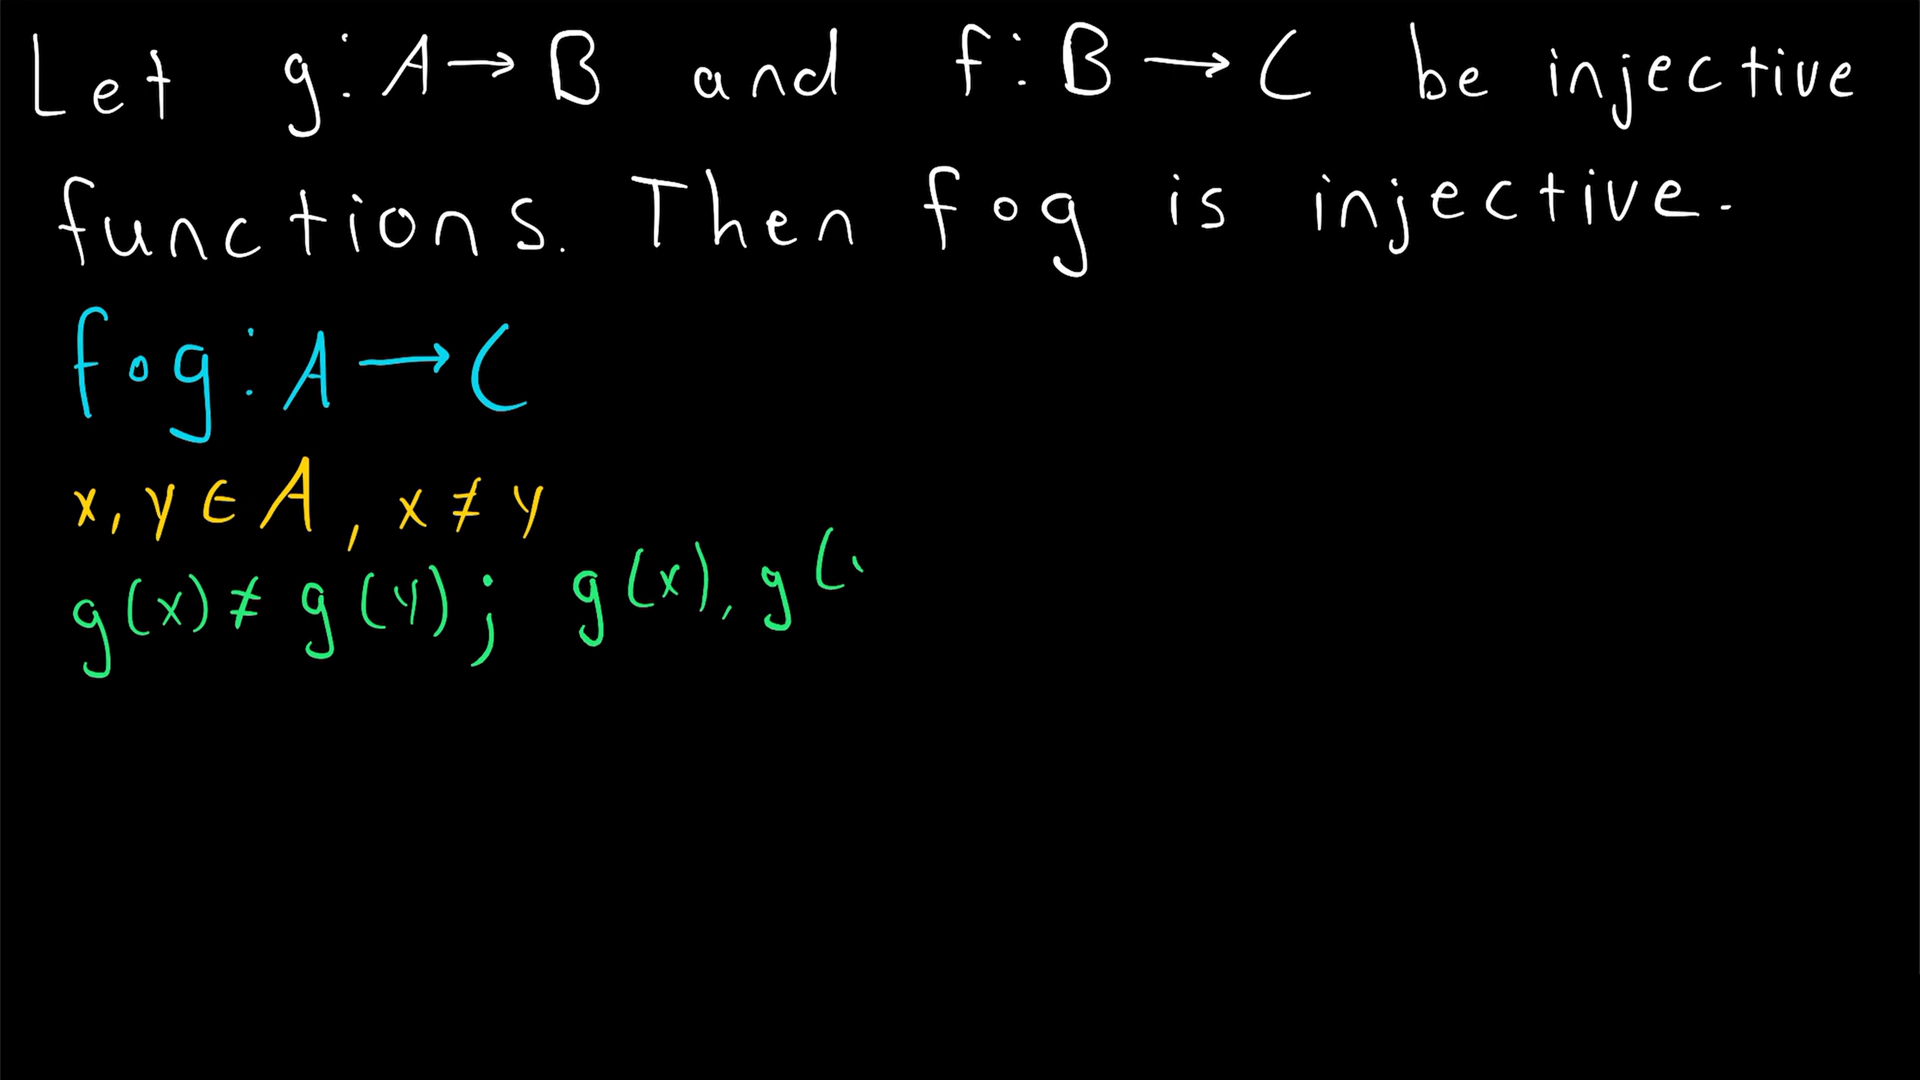 Let g: A → B and f: B → C be injective
functions. Then f∘g is injective.
f∘g: A → C
x, y ∈ A, x ≠ y
g(x) ≠ g(y); g(x), g(